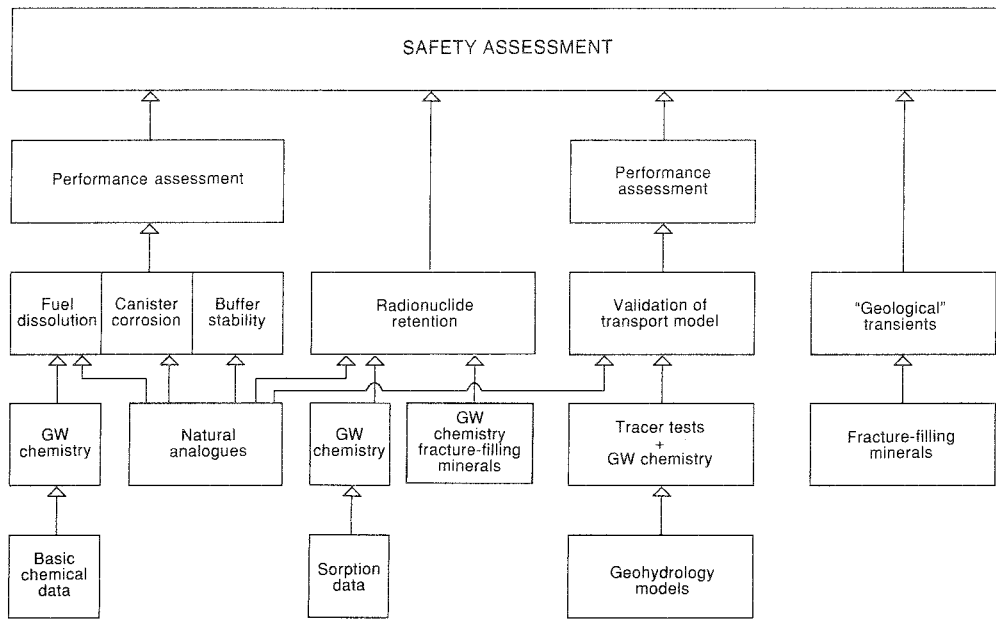 SAFETY ASSESSMENT
Performance assessment
Performance
assessment
Fuel
dissolution
Canister
corrosion
Buffer
stability
Radionuclide
retention
Validation of
transport model
"Geological"
transients
GW
chemistry
Natural
analogues
GW
chemistry
GW
chemistry
fracture-filling
minerals
Tracer tests
+
GW chemistry
Fracture-filling
minerals
Basic
chemical
data
Sorption
data
Geohydrology
models